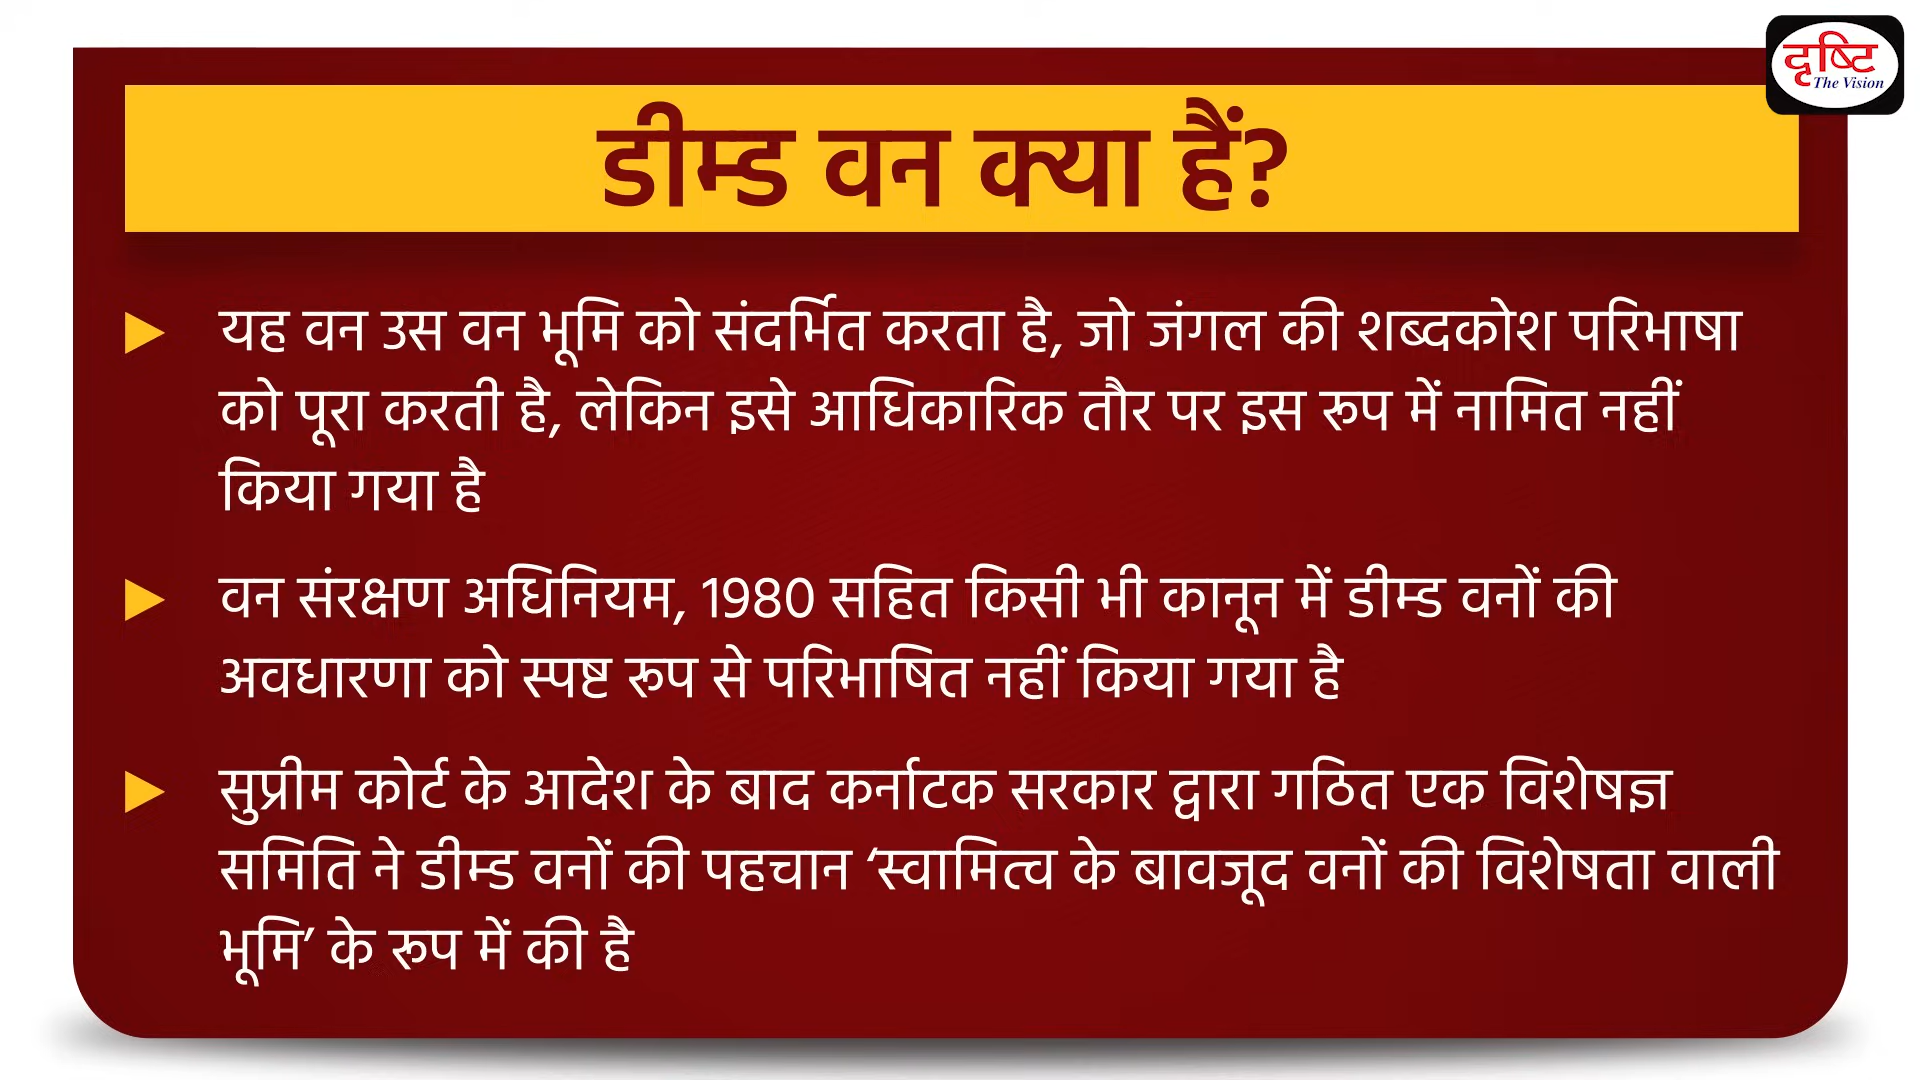 दृष्टि
The Vision
डीम्ड वन क्या हैं?
यह वन उस वन भूमि को संदर्भित करता है, जो जंगल की शब्दकोश परिभाषा
को पूरा करती है, लेकिन इसे आधिकारिक तौर पर इस रूप में नामित नहीं
किया गया है
वन संरक्षण अधिनियम, 1980 सहित किसी भी कानून में डीम्ड वनों की
अवधारणा को स्पष्ट रूप से परिभाषित नहीं किया गया है
सुप्रीम कोर्ट के आदेश के बाद कर्नाटक सरकार द्वारा गठित एक विशेषज्ञ
समिति ने डीम्ड वनों की पहचान ‘स्वामित्व के बावजूद वनों की विशेषता वाली
भूमि’ के रूप में की है